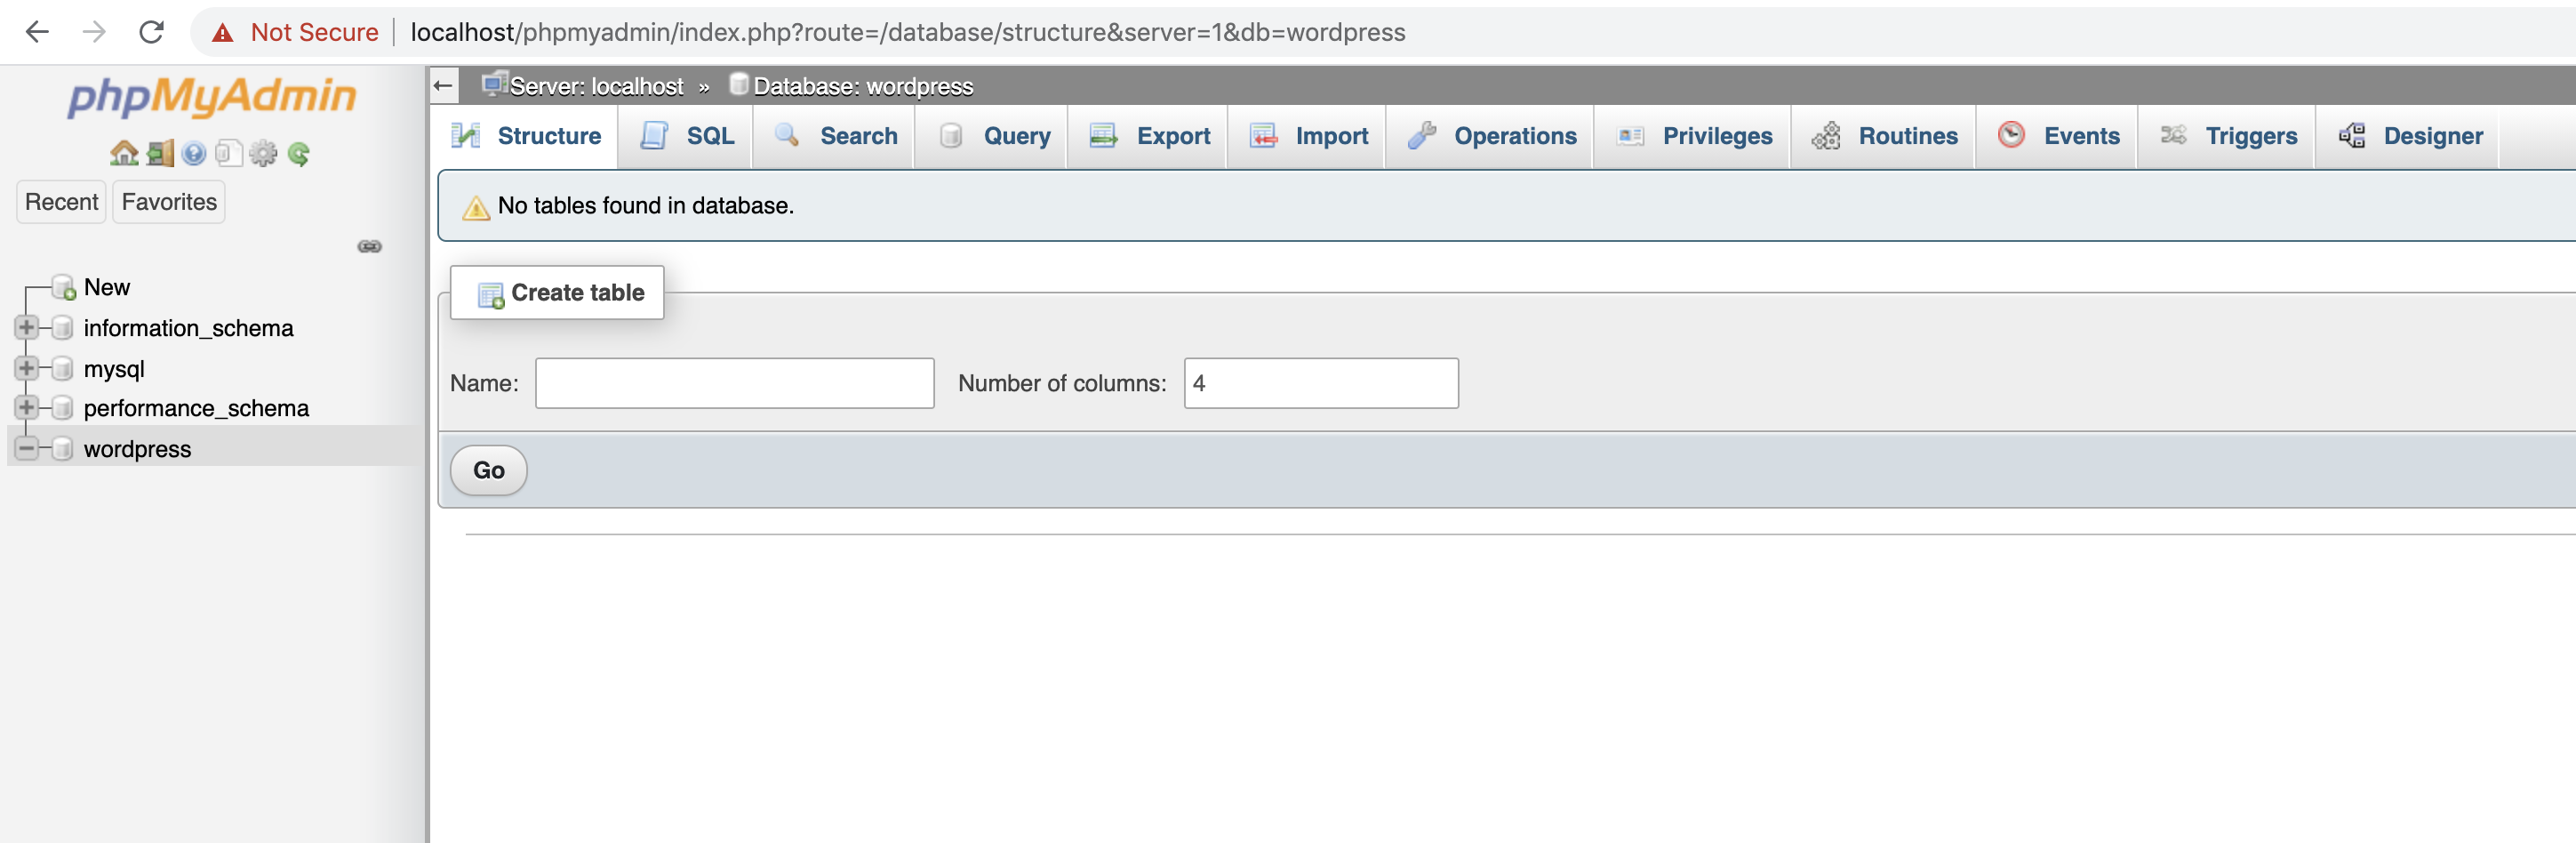 Not Secure localhost/phpmyadmin/index.php?route=/database/structure&server=1&db=wordpress
phpMyAdmin
Recent Favorites
New
information_schema
mysql
performance_schema
wordpress
Server: localhost » Database: wordpress
Structure SQL Search Query Export Import Operations Privileges Routines Events Triggers Designer
No tables found in database.
Create table
Name: Number of columns: 4
Go